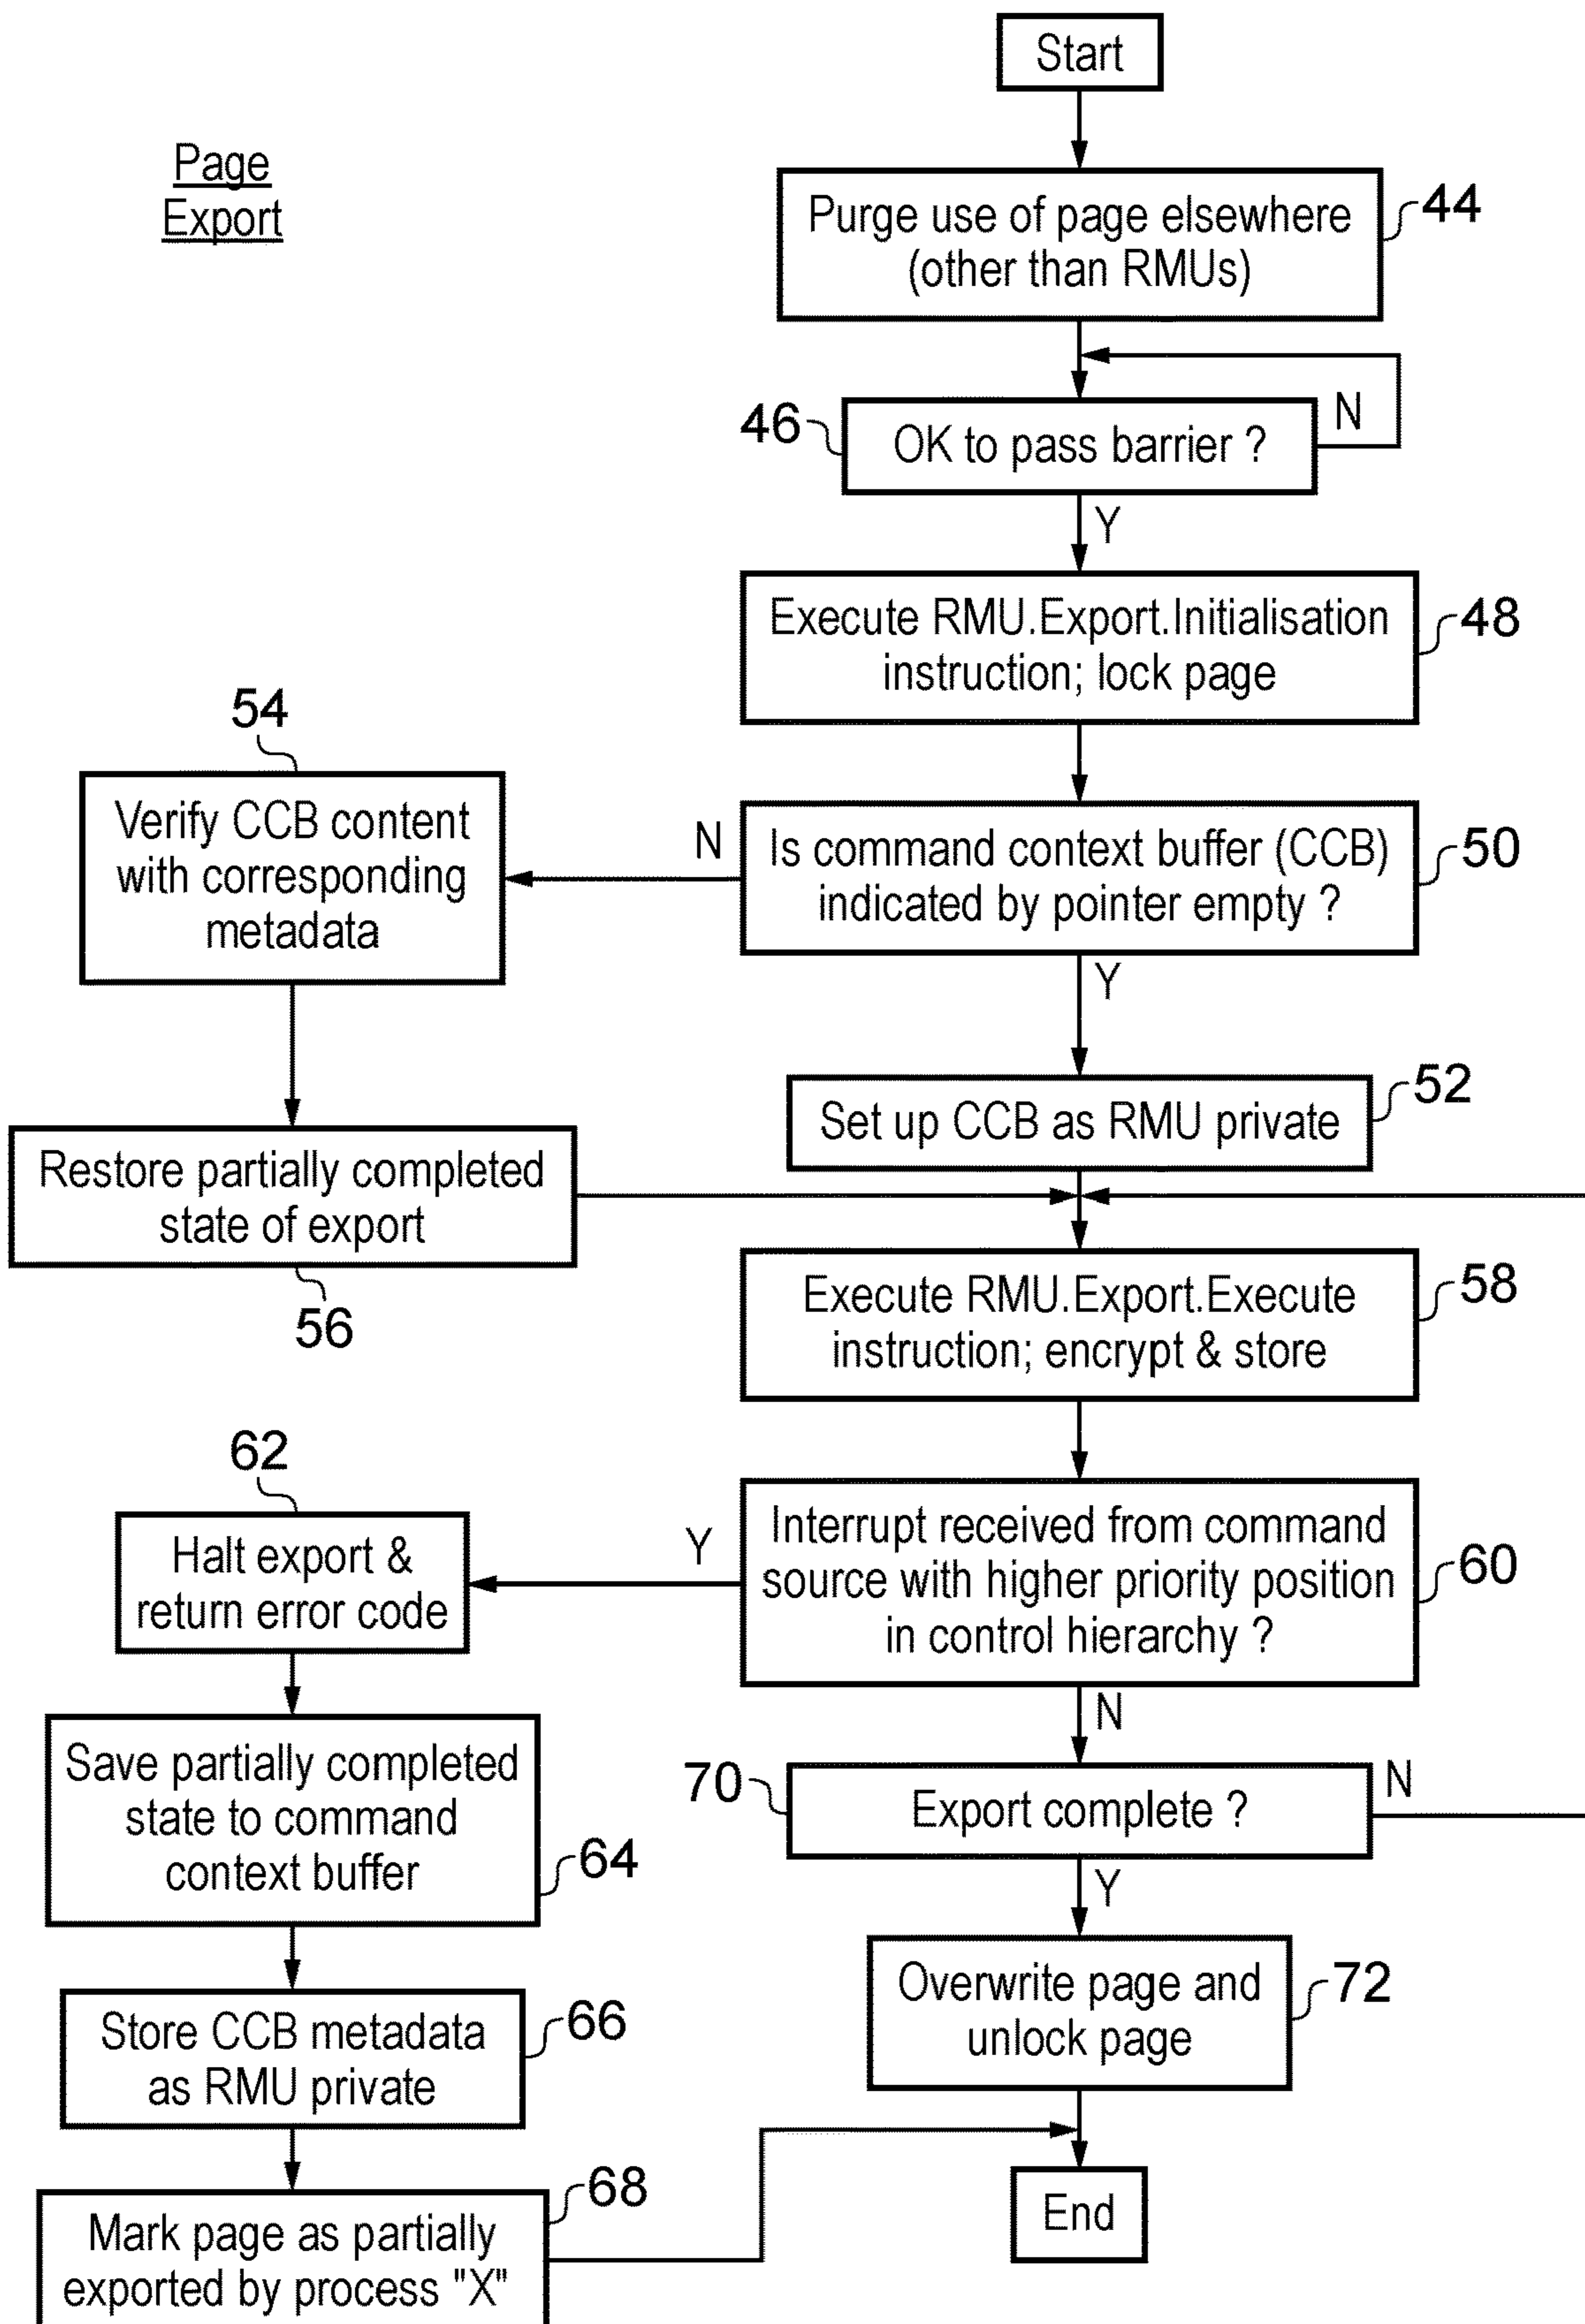 Start
Page
Export
Purge use of page elsewhere
(other than RMUs)
44
46
OK to pass barrier ?
N
Y
Execute RMU.Export.Initialisation
instruction; lock page
48
54
Verify CCB content
with corresponding
metadata
N
Is command context buffer (CCB)
indicated by pointer empty ?
50
Y
Set up CCB as RMU private
52
Restore partially completed
state of export
56
Execute RMU.Export.Execute
instruction; encrypt & store
58
62
Halt export &
return error code
Y
Interrupt received from command
source with higher priority position
in control hierarchy ?
60
N
Save partially completed
state to command
context buffer
64
70
Export complete ?
N
Y
Store CCB metadata
as RMU private
66
Overwrite page and
unlock page
72
Mark page as partially
exported by process "X"
68
End